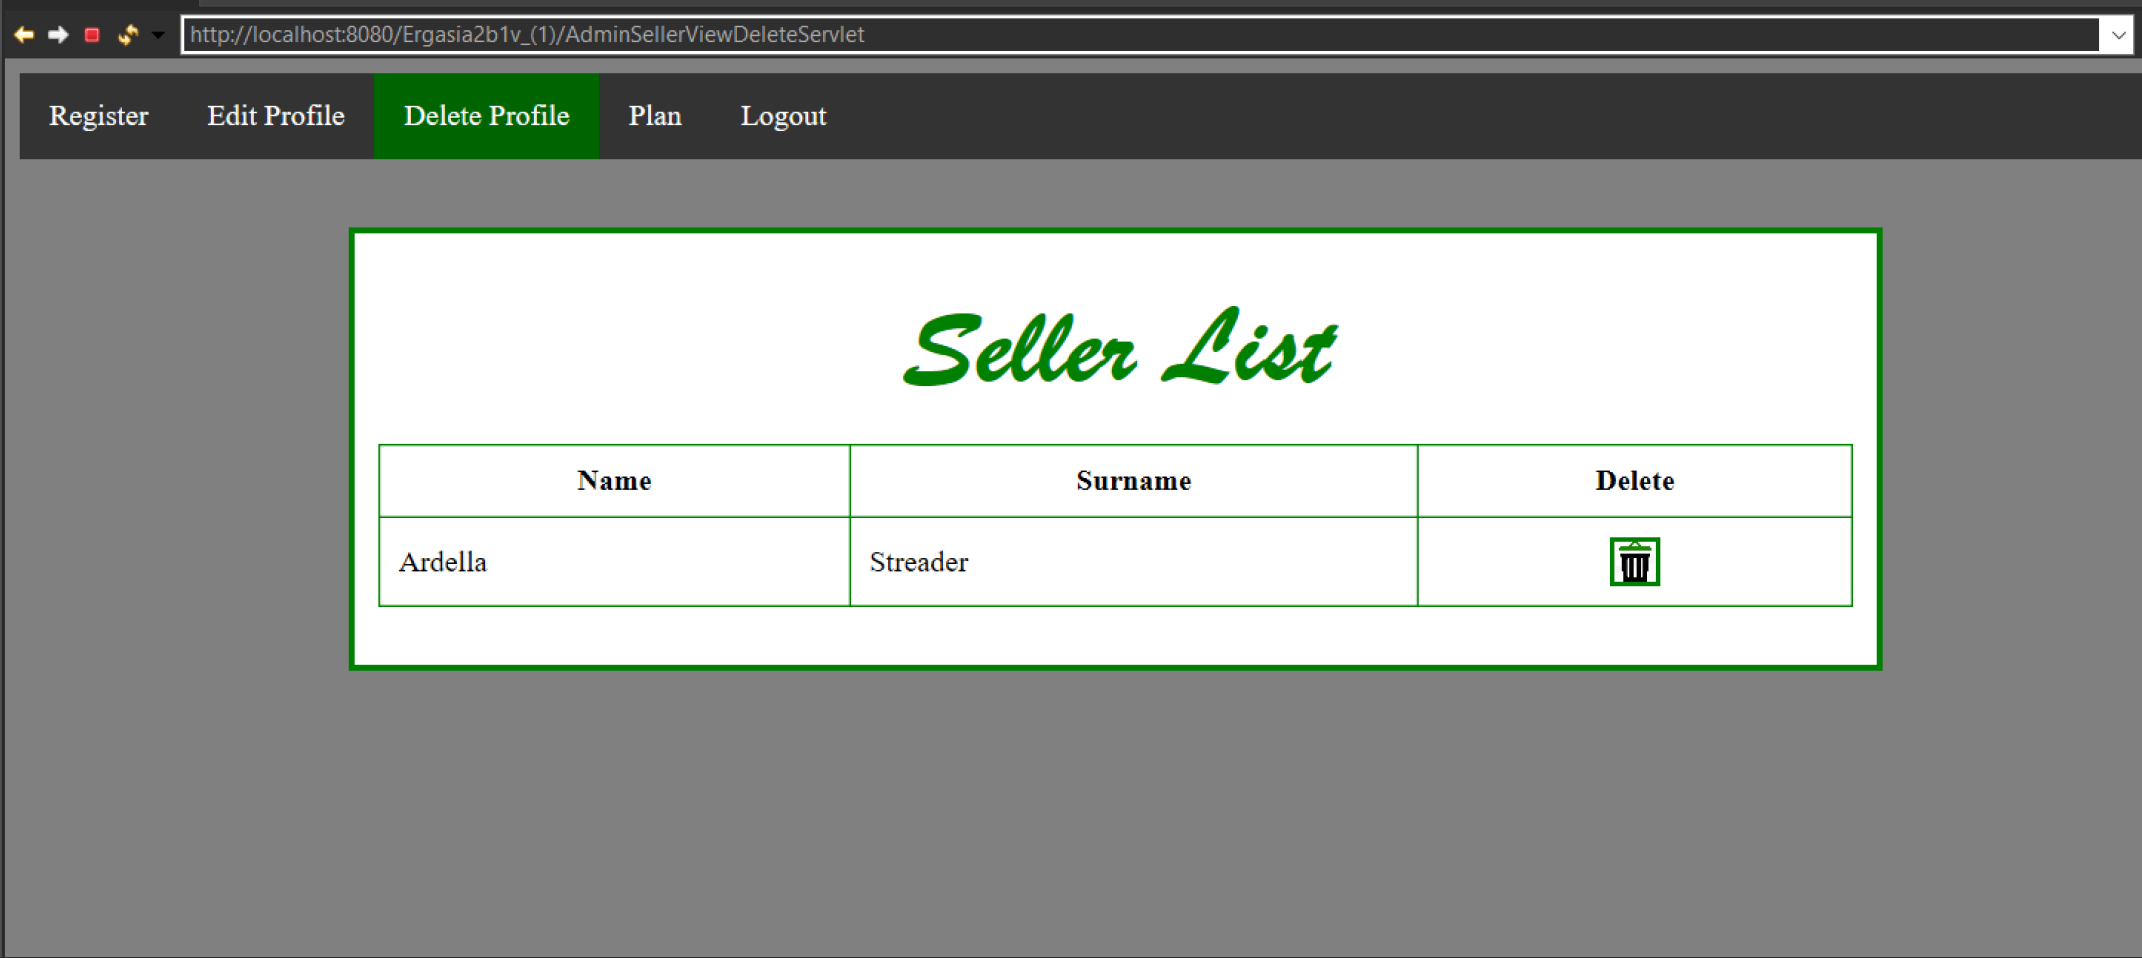 http://localhost:8080/Ergasia2b1v_(1)/AdminSellerViewDeleteServlet
Register Edit Profile Delete Profile Plan Logout
Seller List
Name Surname Delete
Ardella Streader